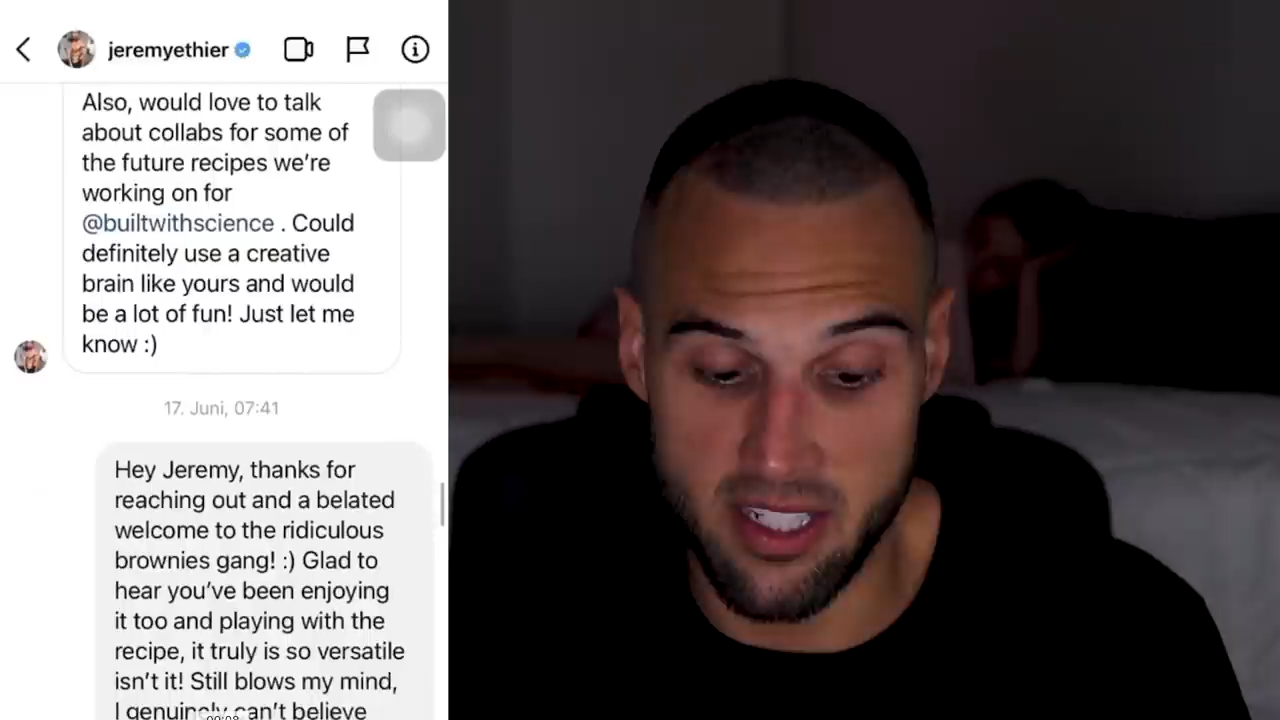 jeremyethier
Also, would love to talk
about collabs for some of
the future recipes we're
working on for
@builtwithscience . Could
definitely use a creative
brain like yours and would
be a lot of fun! Just let me
know :)
17. Juni, 07:41
Hey Jeremy, thanks for
reaching out and a belated
welcome to the ridiculous
brownies gang! :) Glad to
hear you've been enjoying
it too and playing with the
recipe, it truly is so versatile
isn't it! Still blows my mind,
I genuinely can't believe
00:08